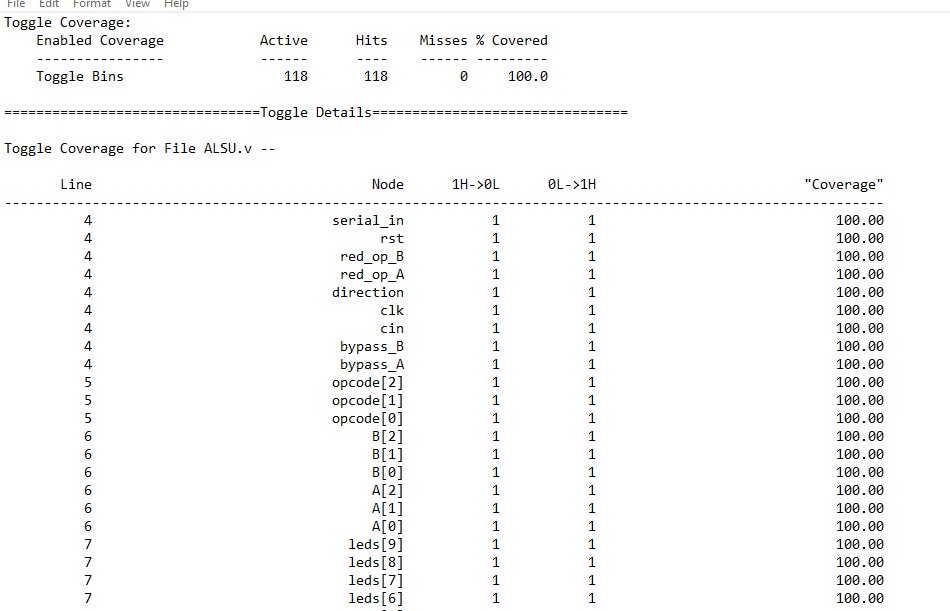 File Edit Format View Help
Toggle Coverage:
    Enabled Coverage            Active      Hits    Misses % Covered
    ----------------            ------      ----    ------ ---------
    Toggle Bins                    118       118         0     100.0

================================Toggle Details================================

Toggle Coverage for File ALSU.v --

       Line                                   Node      1H->0L      0L->1H                          "Coverage"
--------------------------------------------------------------------------------------------------------------
          4                              serial_in           1           1                              100.00
          4                                    rst           1           1                              100.00
          4                               red_op_B           1           1                              100.00
          4                               red_op_A           1           1                              100.00
          4                              direction           1           1                              100.00
          4                                    clk           1           1                              100.00
          4                                    cin           1           1                              100.00
          4                               bypass_B           1           1                              100.00
          4                               bypass_A           1           1                              100.00
          5                              opcode[2]           1           1                              100.00
          5                              opcode[1]           1           1                              100.00
          5                              opcode[0]           1           1                              100.00
          6                                   B[2]           1           1                              100.00
          6                                   B[1]           1           1                              100.00
          6                                   B[0]           1           1                              100.00
          6                                   A[2]           1           1                              100.00
          6                                   A[1]           1           1                              100.00
          6                                   A[0]           1           1                              100.00
          7                                leds[9]           1           1                              100.00
          7                                leds[8]           1           1                              100.00
          7                                leds[7]           1           1                              100.00
          7                                leds[6]           1           1                              100.00